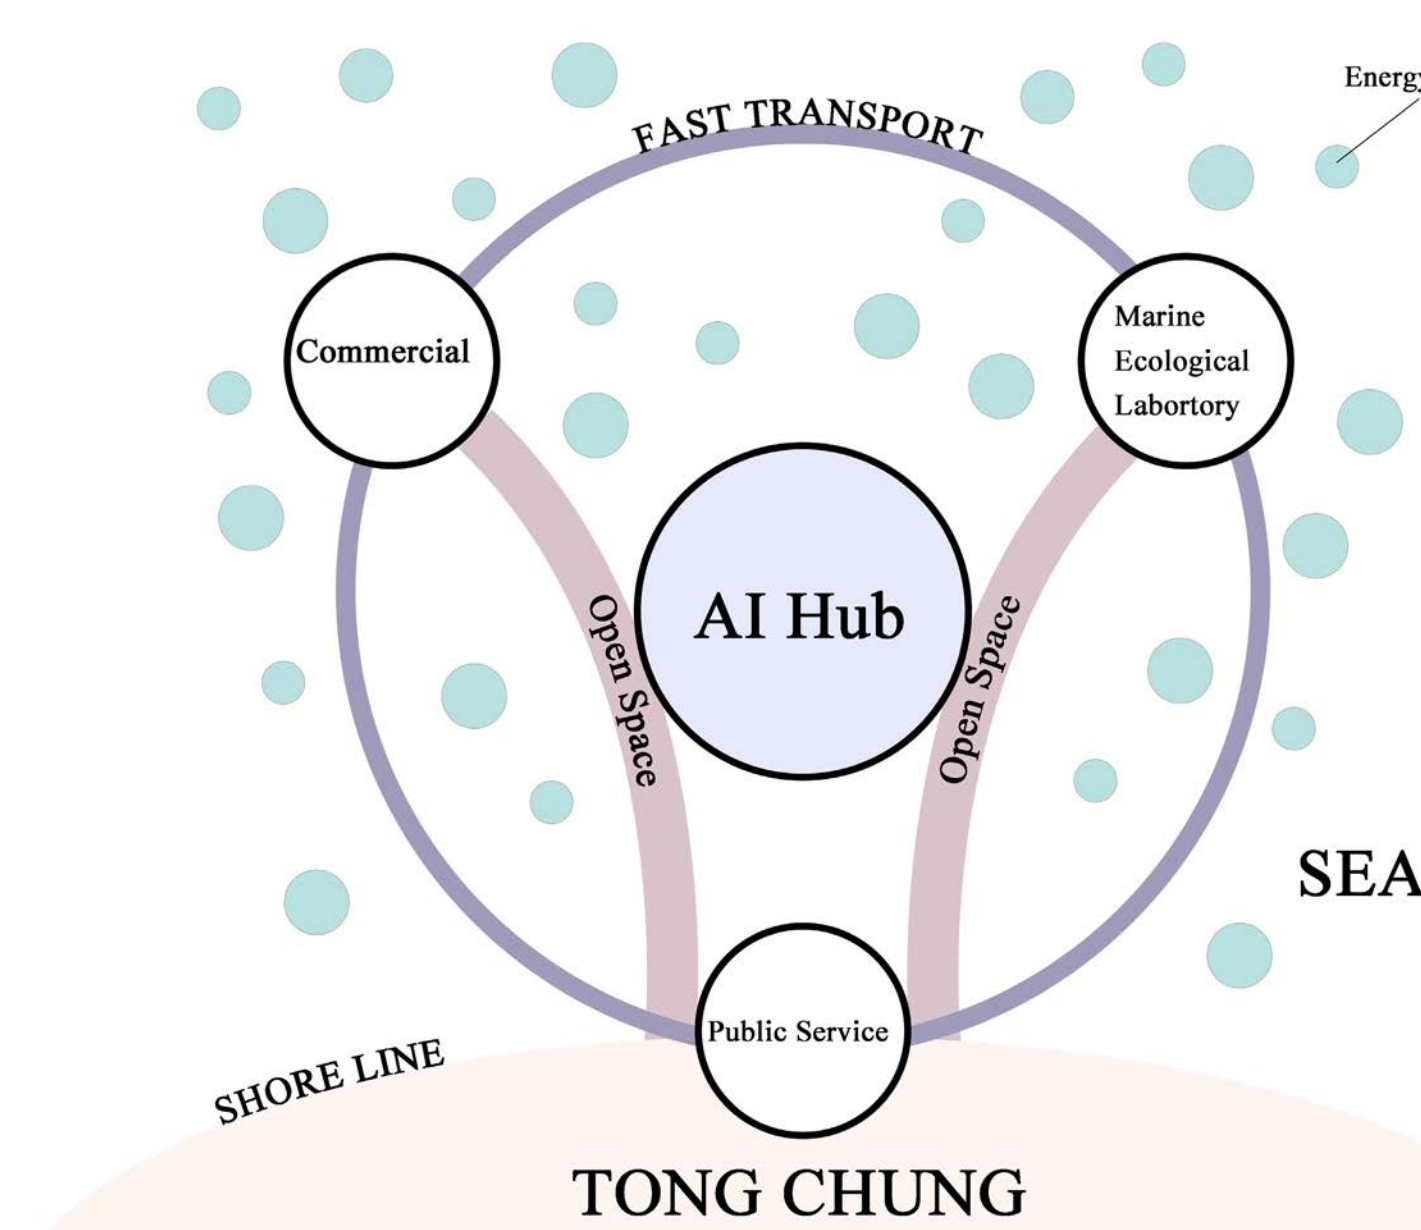 Energy
FAST TRANSPORT
Commercial
Marine
Ecological
Labortory
AI Hub
Open Space
Open Space
SEA
Public Service
SHORE LINE
TONG CHUNG